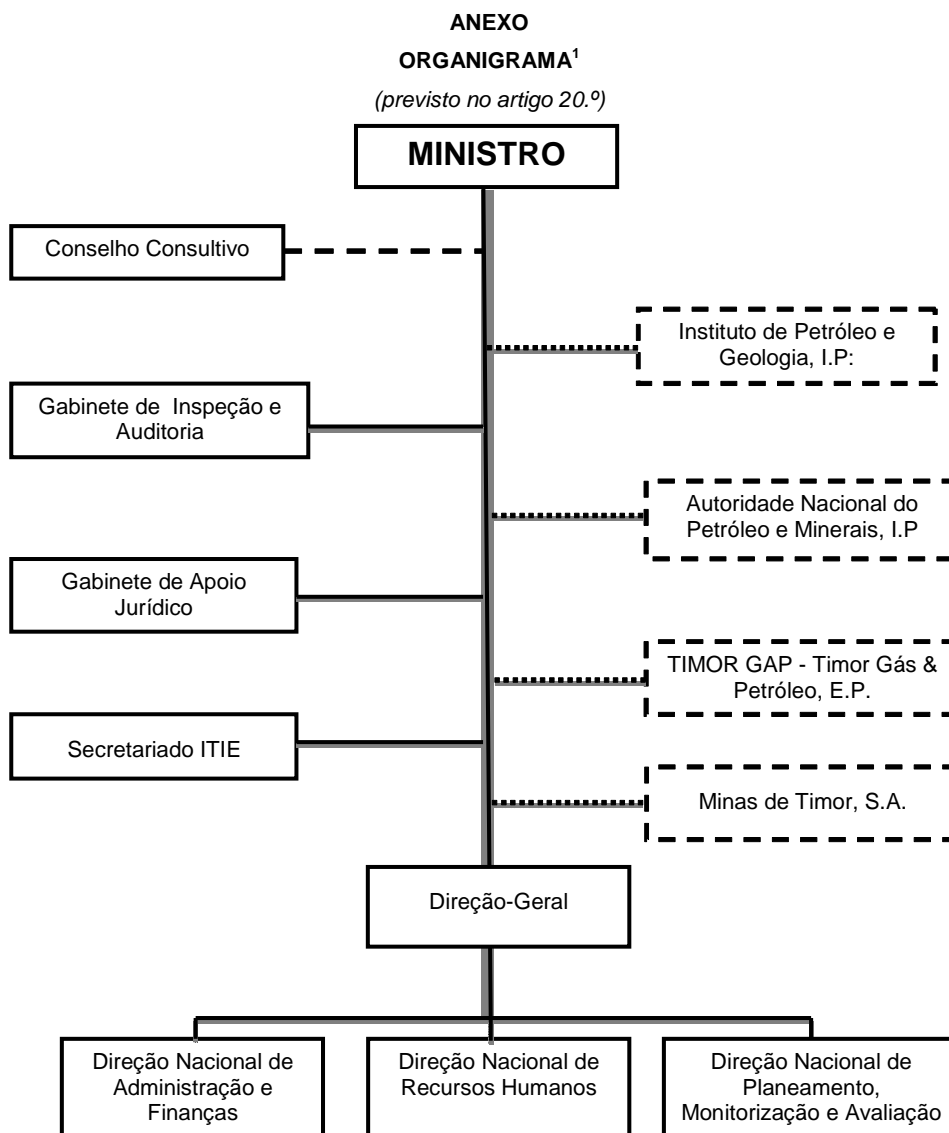 ANEXO
ORGANIGRAMA¹
(previsto no artigo 20.º)
MINISTRO
Conselho Consultivo
Instituto de Petróleo e
Geologia, I.P:
Gabinete de Inspeção e
Auditoria
Autoridade Nacional do
Petróleo e Minerais, I.P
Gabinete de Apoio
Jurídico
TIMOR GAP - Timor Gás &
Petróleo, E.P.
Secretariado ITIE
Minas de Timor, S.A.
Direção-Geral
Direção Nacional de
Administração e
Finanças
Direção Nacional de
Recursos Humanos
Direção Nacional de
Planeamento,
Monitorização e Avaliação